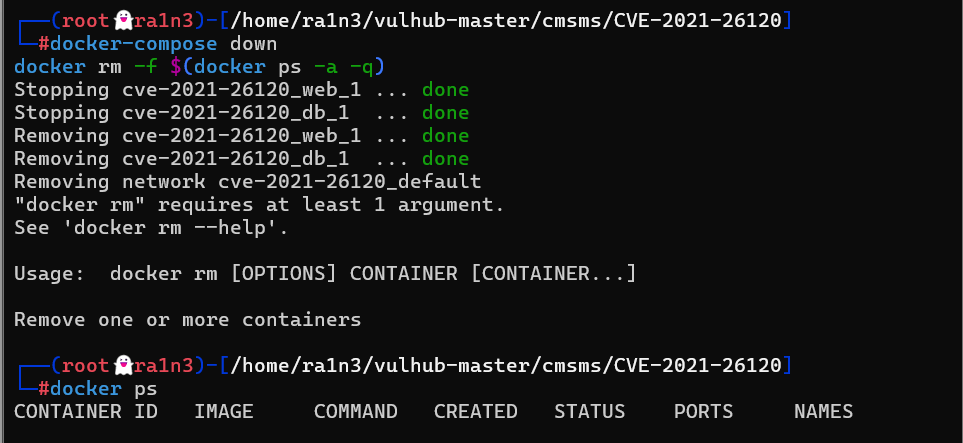 ┌──(root👻ra1n3)-[/home/ra1n3/vulhub-master/cmsms/CVE-2021-26120]
└─#docker-compose down
docker rm -f $(docker ps -a -q)
Stopping cve-2021-26120_web_1 ... done
Stopping cve-2021-26120_db_1  ... done
Removing cve-2021-26120_web_1 ... done
Removing cve-2021-26120_db_1  ... done
Removing network cve-2021-26120_default
"docker rm" requires at least 1 argument.
See 'docker rm --help'.

Usage:  docker rm [OPTIONS] CONTAINER [CONTAINER...]

Remove one or more containers

┌──(root👻ra1n3)-[/home/ra1n3/vulhub-master/cmsms/CVE-2021-26120]
└─#docker ps
CONTAINER ID   IMAGE     COMMAND   CREATED   STATUS    PORTS     NAMES